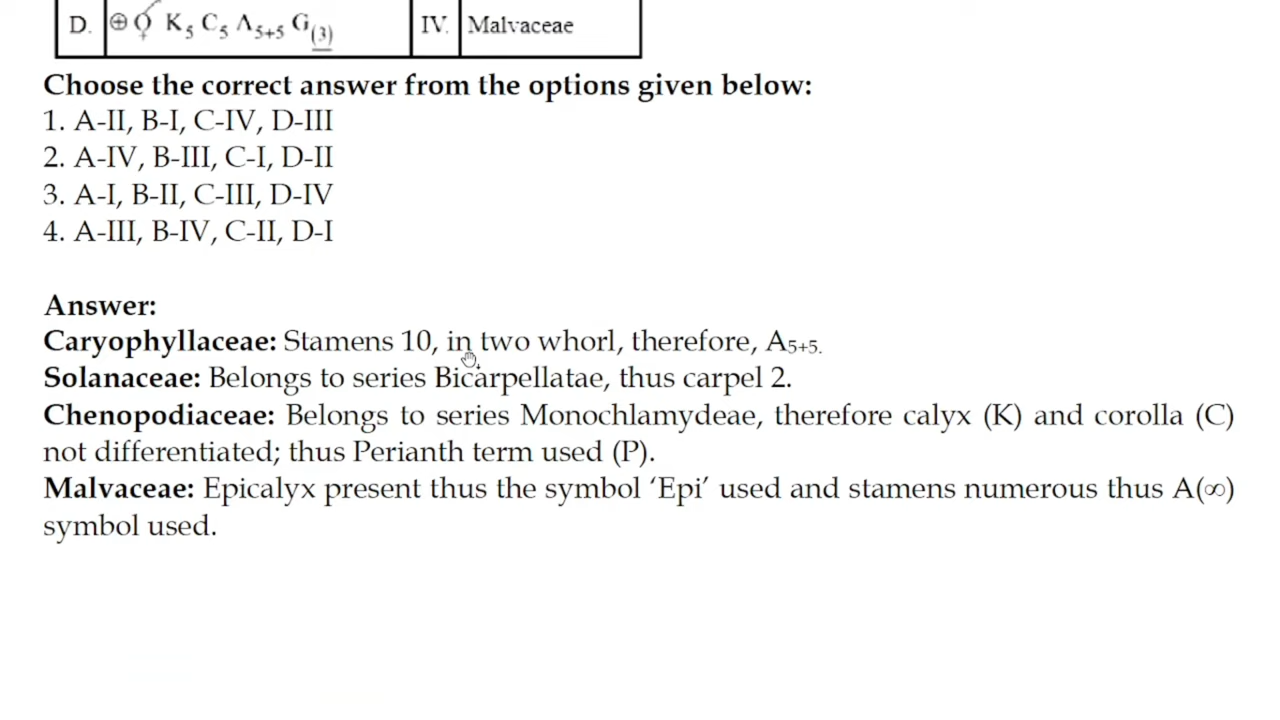 D. ⊕ ⚥ K5 C5 A5+5 G(3) IV. Malvaceae
Choose the correct answer from the options given below:
1. A-II, B-I, C-IV, D-III
2. A-IV, B-III, C-I, D-II
3. A-I, B-II, C-III, D-IV
4. A-III, B-IV, C-II, D-I
Answer:
Caryophyllaceae: Stamens 10, in two whorl, therefore, A5+5.
Solanaceae: Belongs to series Bicarpellatae, thus carpel 2.
Chenopodiaceae: Belongs to series Monochlamydeae, therefore calyx (K) and corolla (C)
not differentiated; thus Perianth term used (P).
Malvaceae: Epicalyx present thus the symbol ‘Epi’ used and stamens numerous thus A(∞)
symbol used.